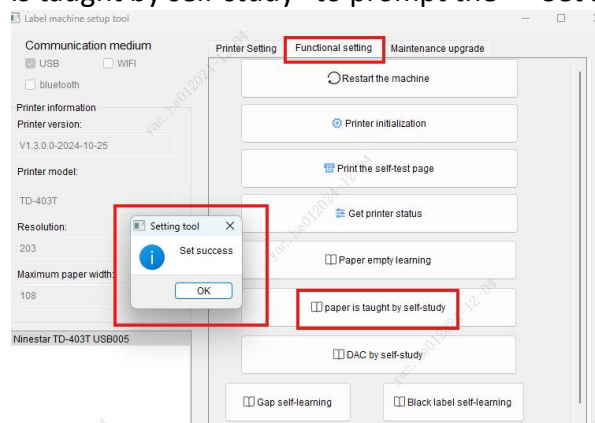 is taught by self-study" to prompt the
Label machine setup tool
Communication medium
USB
WIFI
bluetooth
Printer information
Printer version:
V1.3.0.0-2024-10-25
Printer model:
TD-403T
Resolution:
203
Maximum paper width:
108
Ninestar TD-403T USB005
Printer Setting
Functional setting
Maintenance upgrade
Restart the machine
Printer initialization
Print the self-test page
Get printer status
Paper empty learning
paper is taught by self-study
DAC by self-study
Gap self-learning
Black label self-learning
Setting tool
Set success
OK
yan.he012024-12-04